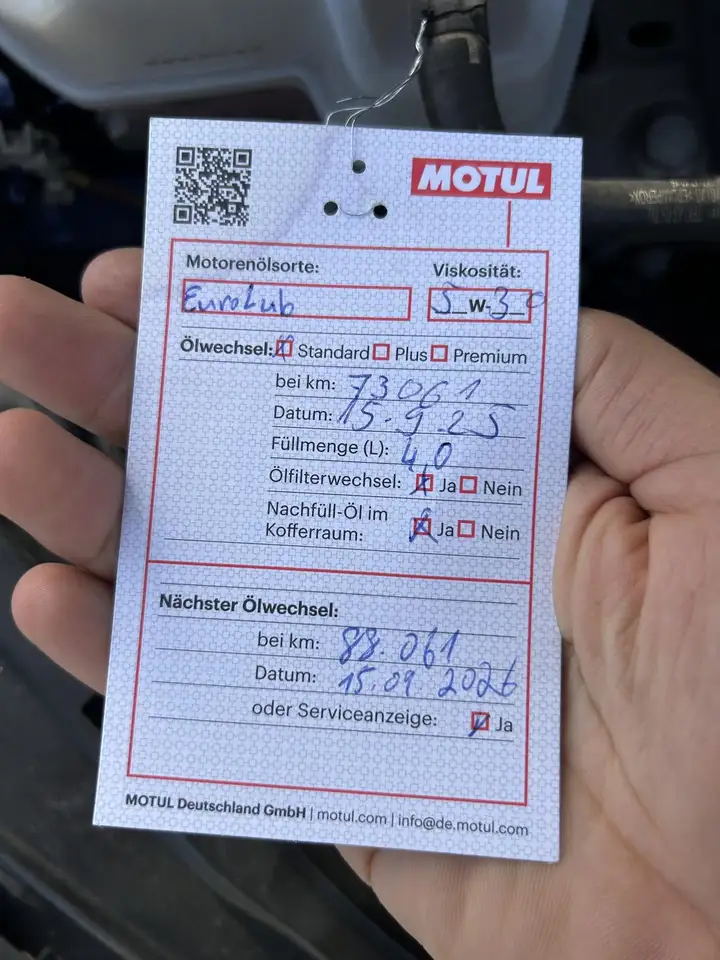 MOTUL
Motorenölsorte: Viskosität:
EuroLub 5 W-30
Ölwechsel: Standard Plus Premium
bei km: 73061
Datum: 15.9.25
Füllmenge (L): 4,0
Ölfilterwechsel: Ja Nein
Nachfüll-Öl im
Kofferraum: Ja Nein
Nächster Ölwechsel:
bei km: 88.061
Datum: 15.09.2026
oder Serviceanzeige: Ja
MOTUL Deutschland GmbH | motul.com | info@de.motul.com